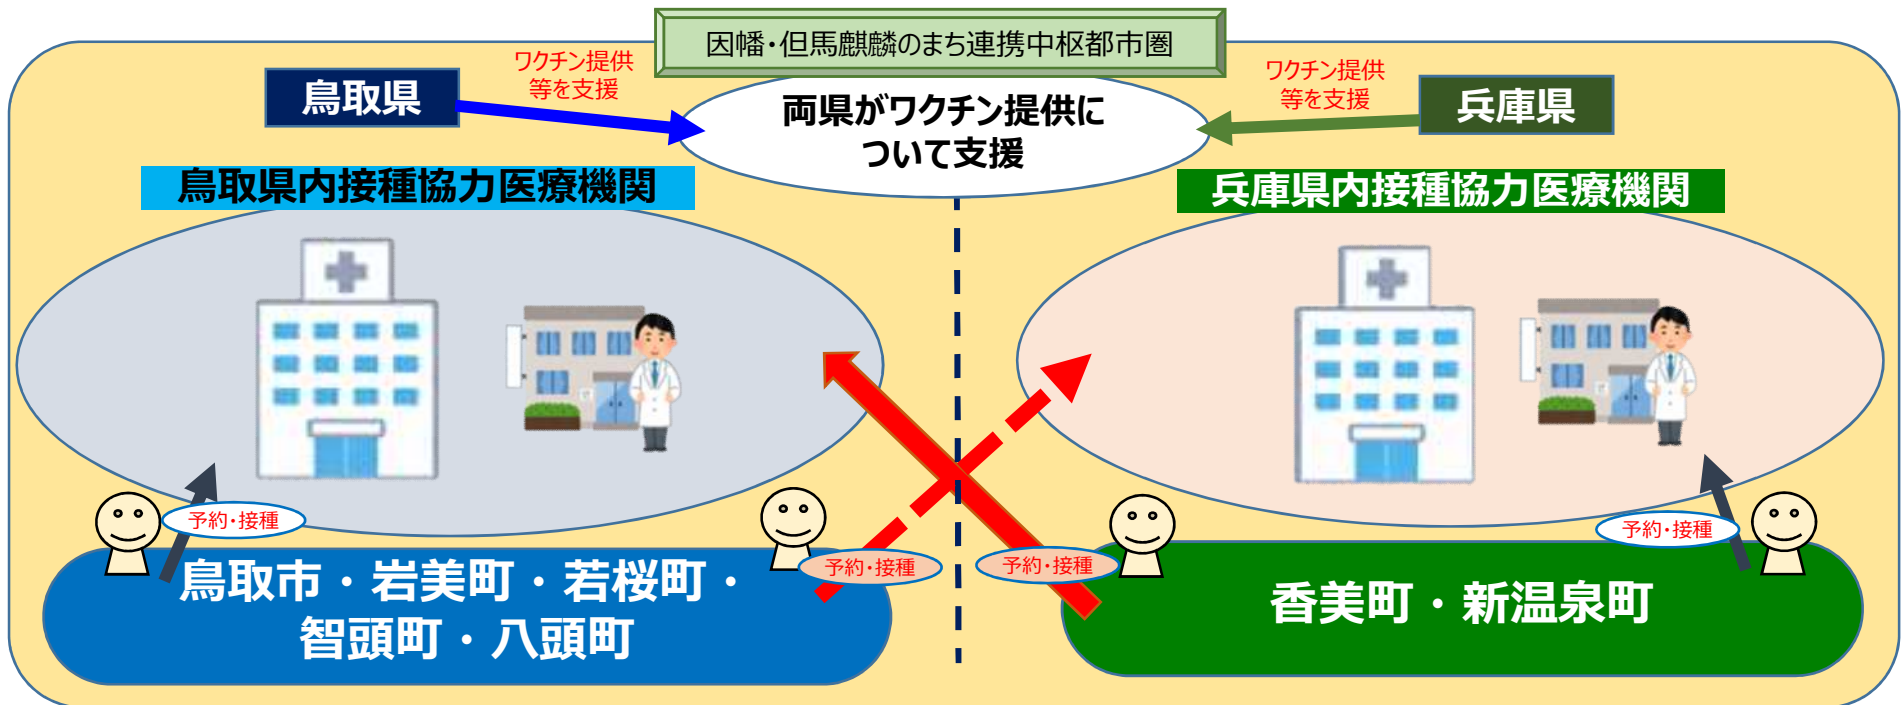 因幡・但馬麒麟のまち連携中枢都市圏
鳥取県
ワクチン提供
等を支援
両県がワクチン提供に
ついて支援
ワクチン提供
等を支援
兵庫県
鳥取県内接種協力医療機関
兵庫県内接種協力医療機関
予約・接種
予約・接種
予約・接種
予約・接種
鳥取市・岩美町・若桜町・
智頭町・八頭町
香美町・新温泉町